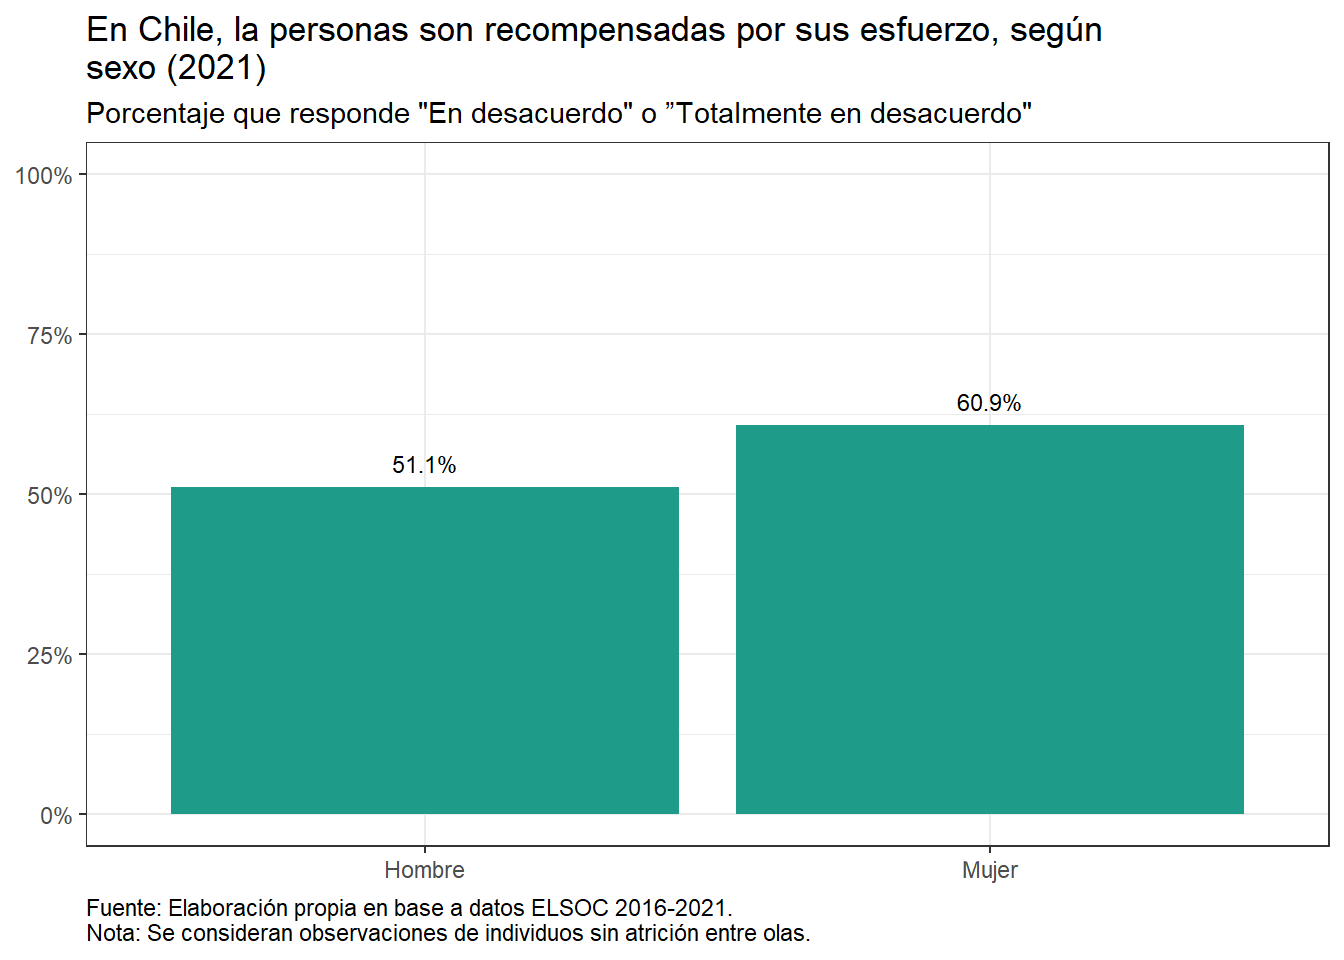 En Chile, la personas son recompensadas por sus esfuerzo, según
sexo (2021)
Porcentaje que responde "En desacuerdo" o ”Totalmente en desacuerdo"
100%
75%
50%
25%
0%
51.1%
60.9%
Hombre
Mujer
Fuente: Elaboración propia en base a datos ELSOC 2016-2021.
Nota: Se consideran observaciones de individuos sin atrición entre olas.